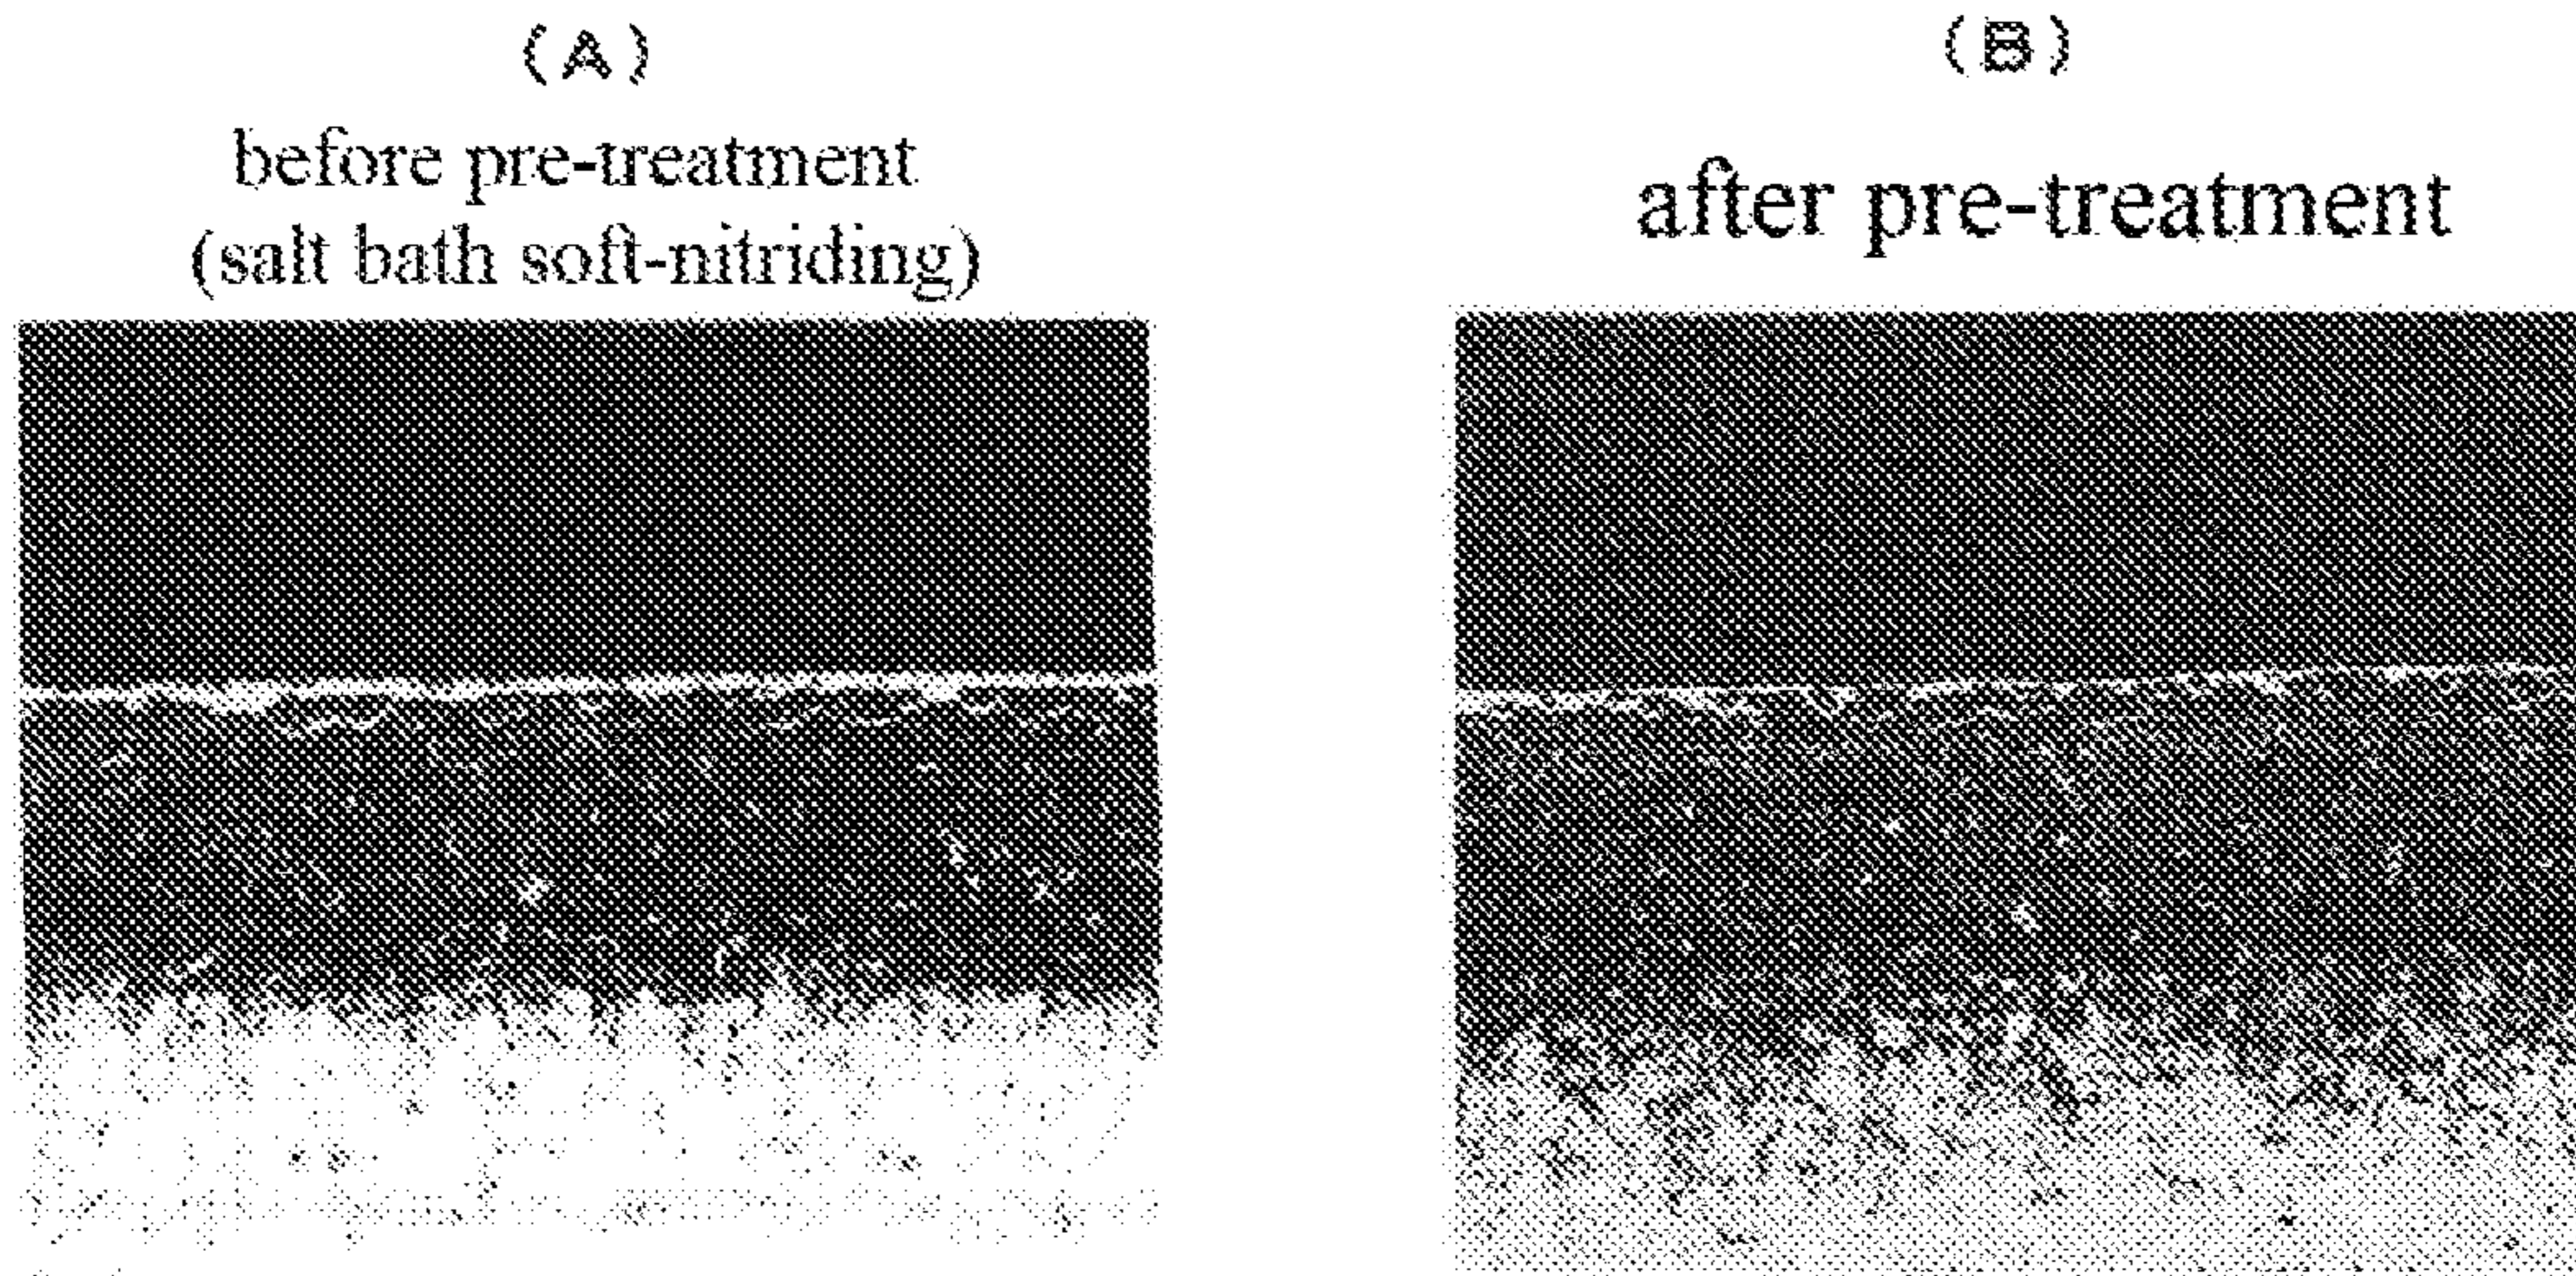 (A)
before pre-treatment
(salt bath soft-nitriding)
(B)
after pre-treatment